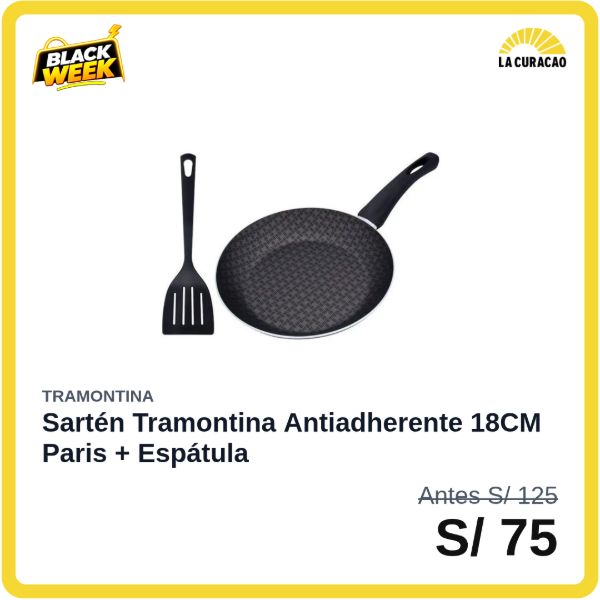 BLACK
WEEK
LA CURACAO
TRAMONTINA
Sartén Tramontina Antiadherente 18CM
Paris + Espátula
Antes S/ 125
S/ 75